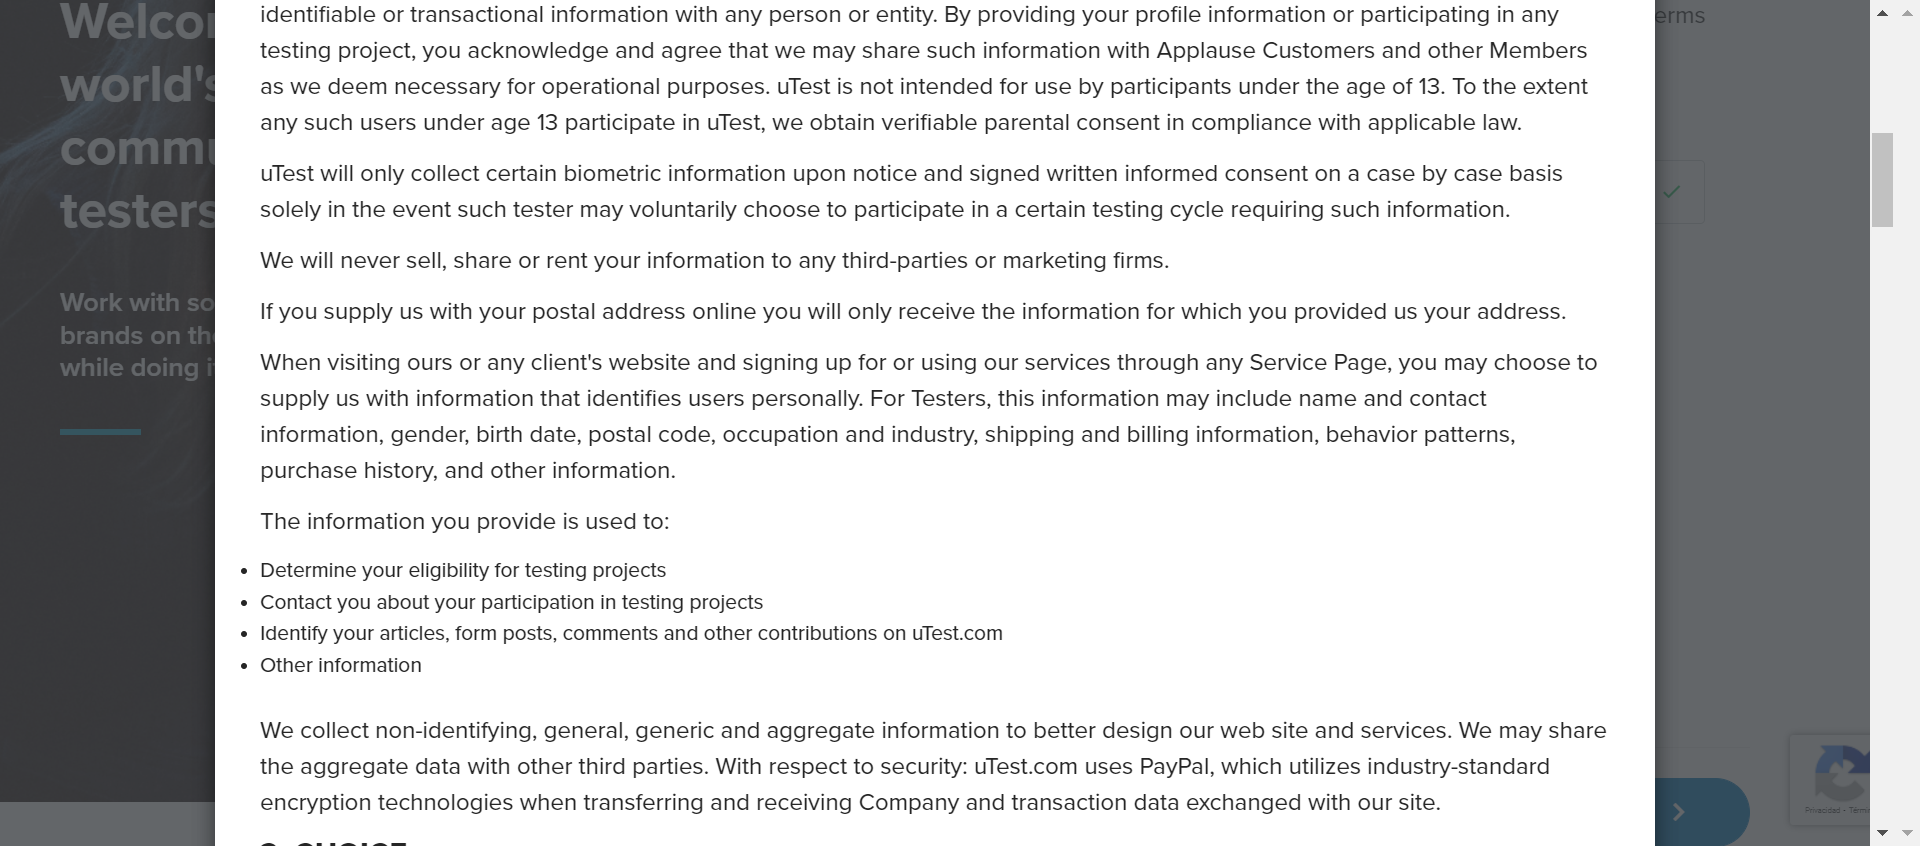 identifiable or transactional information with any person or entity. By providing your profile information or participating in any
testing project, you acknowledge and agree that we may share such information with Applause Customers and other Members
as we deem necessary for operational purposes. uTest is not intended for use by participants under the age of 13. To the extent
any such users under age 13 participate in uTest, we obtain verifiable parental consent in compliance with applicable law.
uTest will only collect certain biometric information upon notice and signed written informed consent on a case by case basis
solely in the event such tester may voluntarily choose to participate in a certain testing cycle requiring such information.
We will never sell, share or rent your information to any third-parties or marketing firms.
If you supply us with your postal address online you will only receive the information for which you provided us your address.
When visiting ours or any client's website and signing up for or using our services through any Service Page, you may choose to
supply us with information that identifies users personally. For Testers, this information may include name and contact
information, gender, birth date, postal code, occupation and industry, shipping and billing information, behavior patterns,
purchase history, and other information.
The information you provide is used to:
• Determine your eligibility for testing projects
• Contact you about your participation in testing projects
• Identify your articles, form posts, comments and other contributions on uTest.com
• Other information
We collect non-identifying, general, generic and aggregate information to better design our web site and services. We may share
the aggregate data with other third parties. With respect to security: uTest.com uses PayPal, which utilizes industry-standard
encryption technologies when transferring and receiving Company and transaction data exchanged with our site.
Welco
world's
commu
testers
Work with so
brands on th
while doing i
erms
Privacidad - Térmi